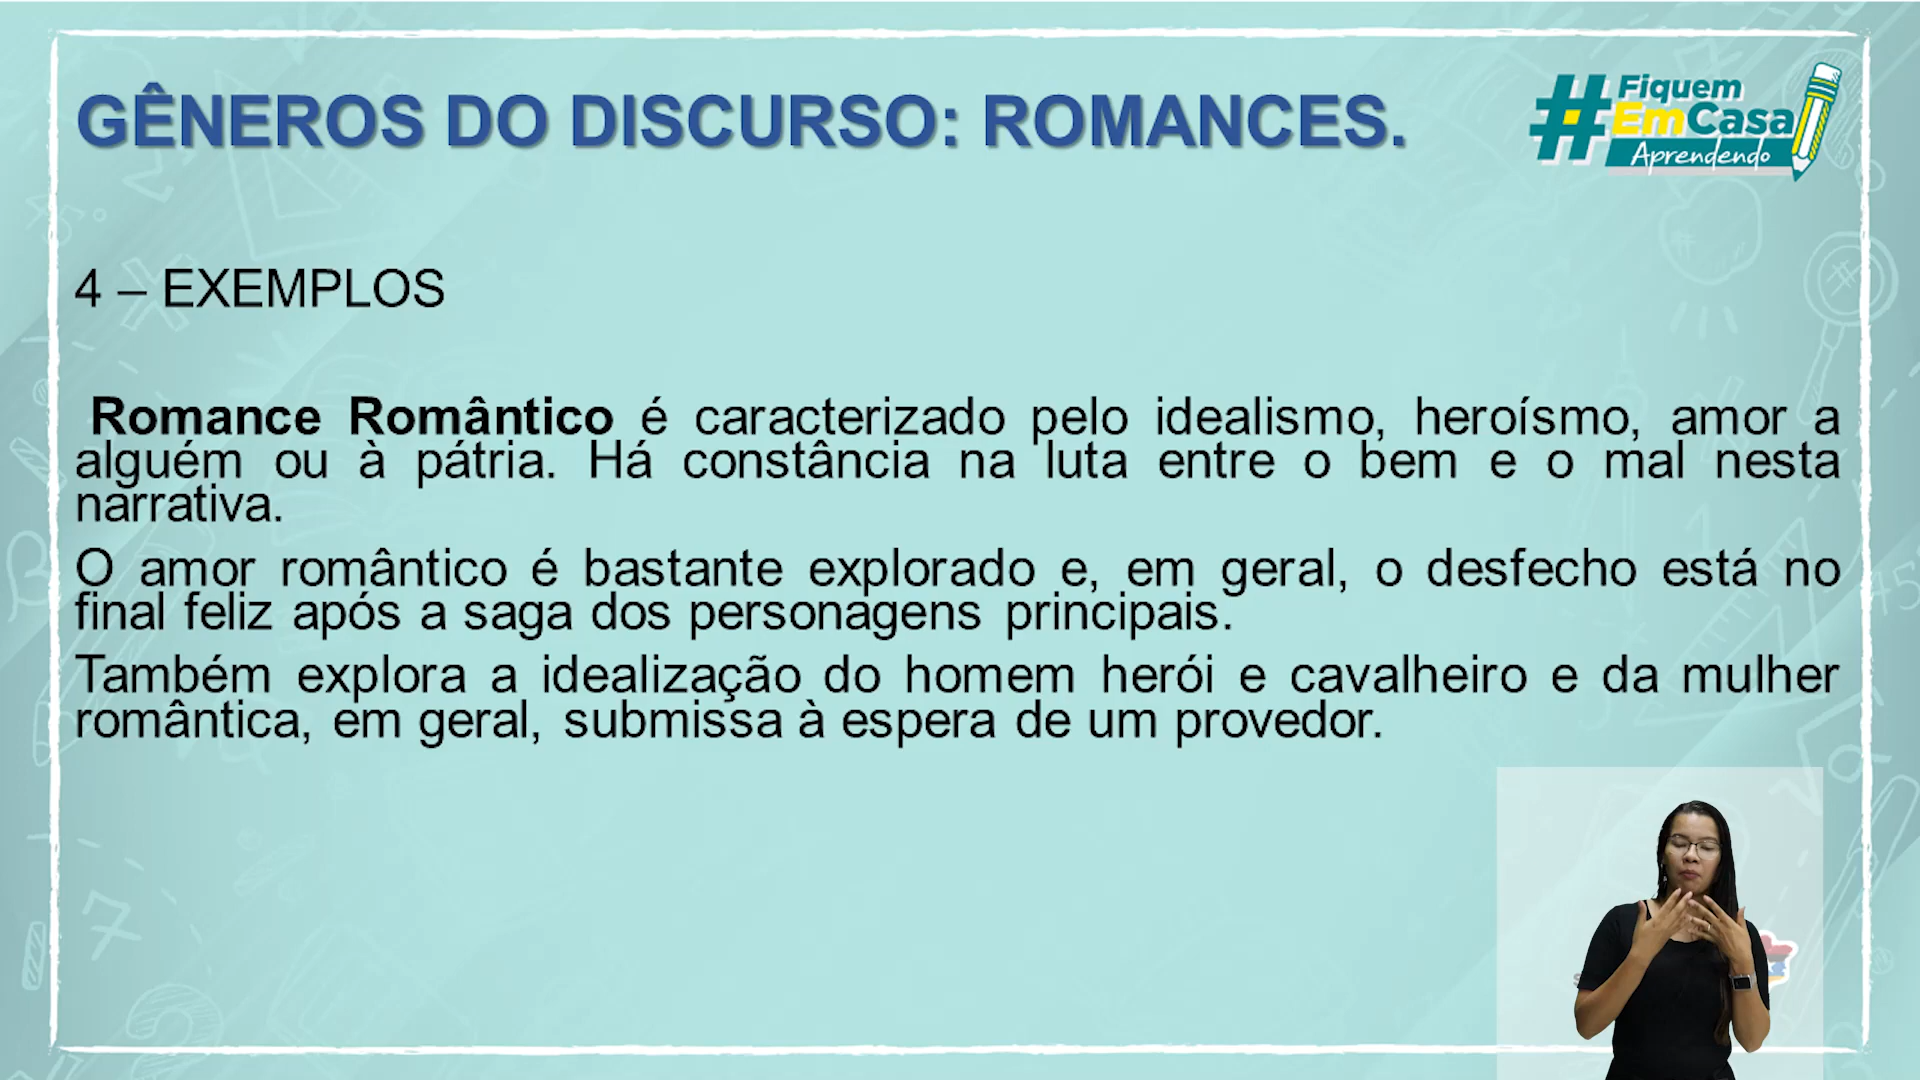 GÊNEROS DO DISCURSO: ROMANCES.
#Fiquem
EmCasa
Aprendendo
4 – EXEMPLOS
Romance Romântico é caracterizado pelo idealismo, heroísmo, amor a
alguém ou à pátria. Há constância na luta entre o bem e o mal nesta
narrativa.
O amor romântico é bastante explorado e, em geral, o desfecho está no
final feliz após a saga dos personagens principais.
Também explora a idealização do homem herói e cavalheiro e da mulher
romântica, em geral, submissa à espera de um provedor.